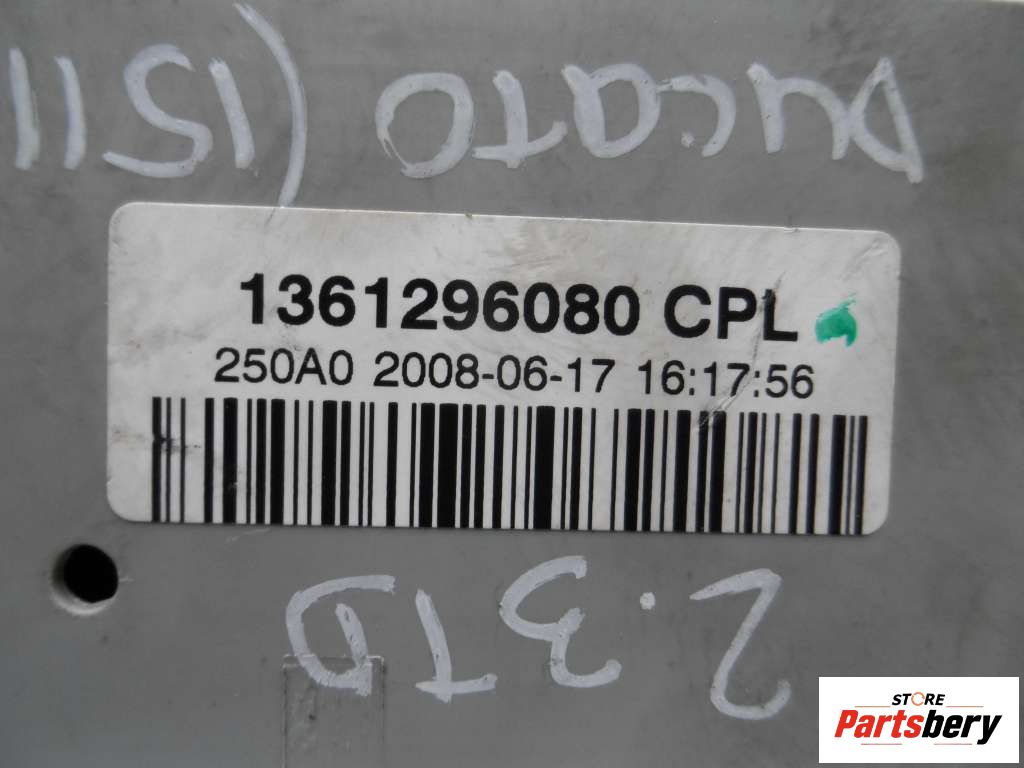 DUCATO (1511
1361296080 CPL
250A0 2008-06-17 16:17:56
2.3TD
STORE
Partsbery